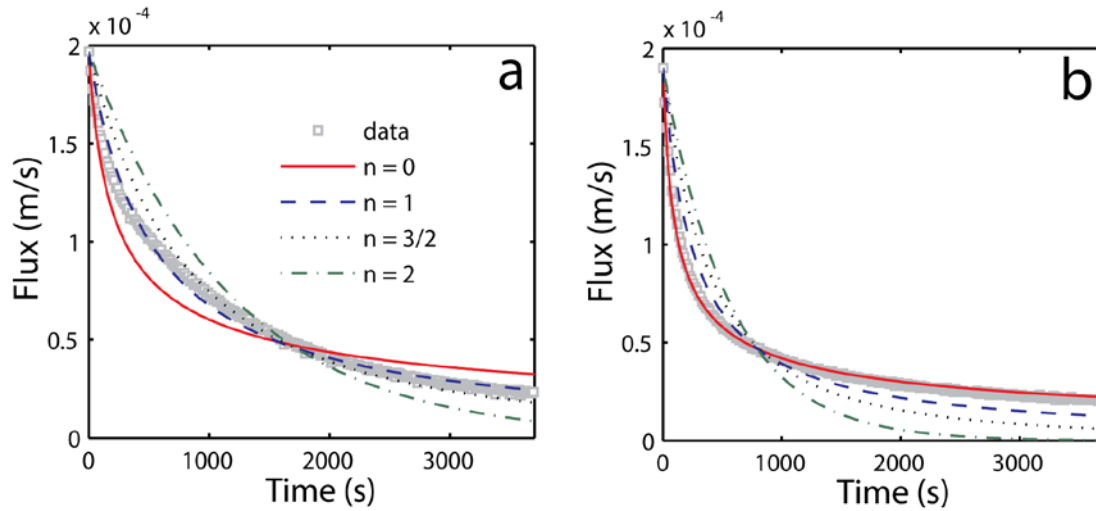 x 10⁻⁴
a
2
1.5
1
0.5
0
Flux (m/s)
data
n = 0
n = 1
n = 3/2
n = 2
0 1000 2000 3000
Time (s)
x 10⁻⁴
b
2
1.5
1
0.5
0
Flux (m/s)
0 1000 2000 3000
Time (s)